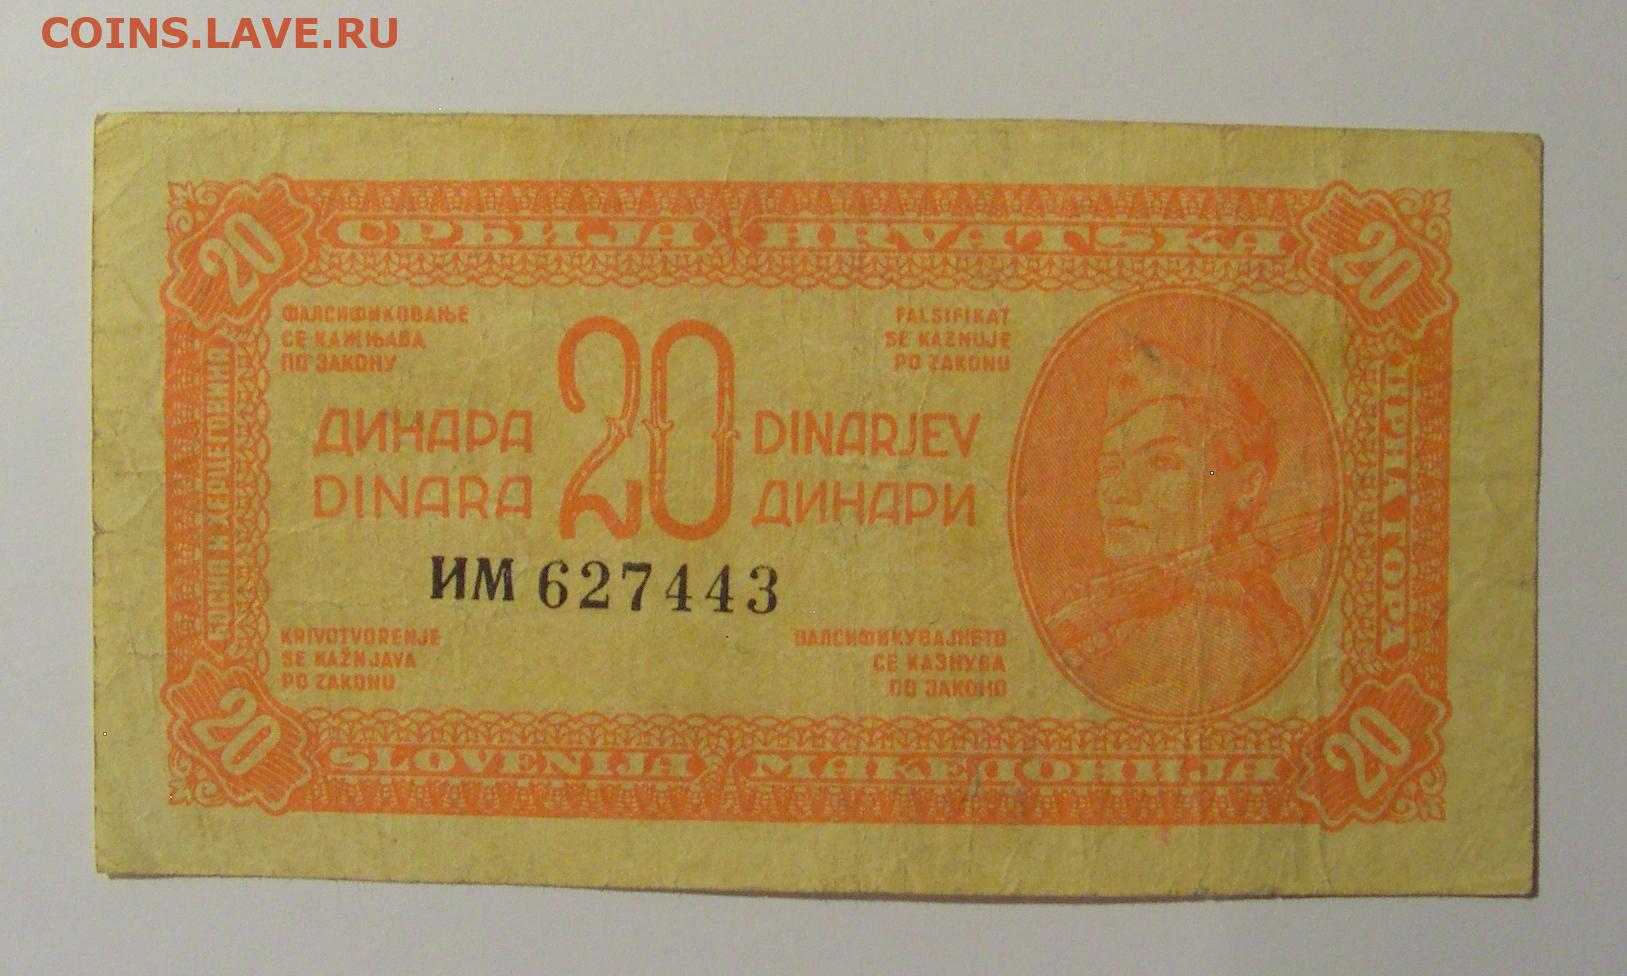 COINS.LAVE.RU
20
СРБИЈА HRVATSKA
20
ФАЛСИФИКОВАЊЕ
СЕ КАЖЊАВА
ПО ЗАКОНУ
FALSIFIKAT
SE KAZNUJE
PO ZAKONU
БОСНА И ХЕРЦЕГОВИНА
20
ДИНАРА
DINARA
DINARJEV
ДИНАРИ
ЦРНА ГОРА
ИМ 627443
KRIVOTVORENJE
SE KAŽNJAVA
PO ZAKONU
ФАЛСИФИКУВАЈНЕТО
СЕ КАЗНУВА
ПО ЗАКОНО
20
SLOVENIJA МАКЕДОНИЈА
20